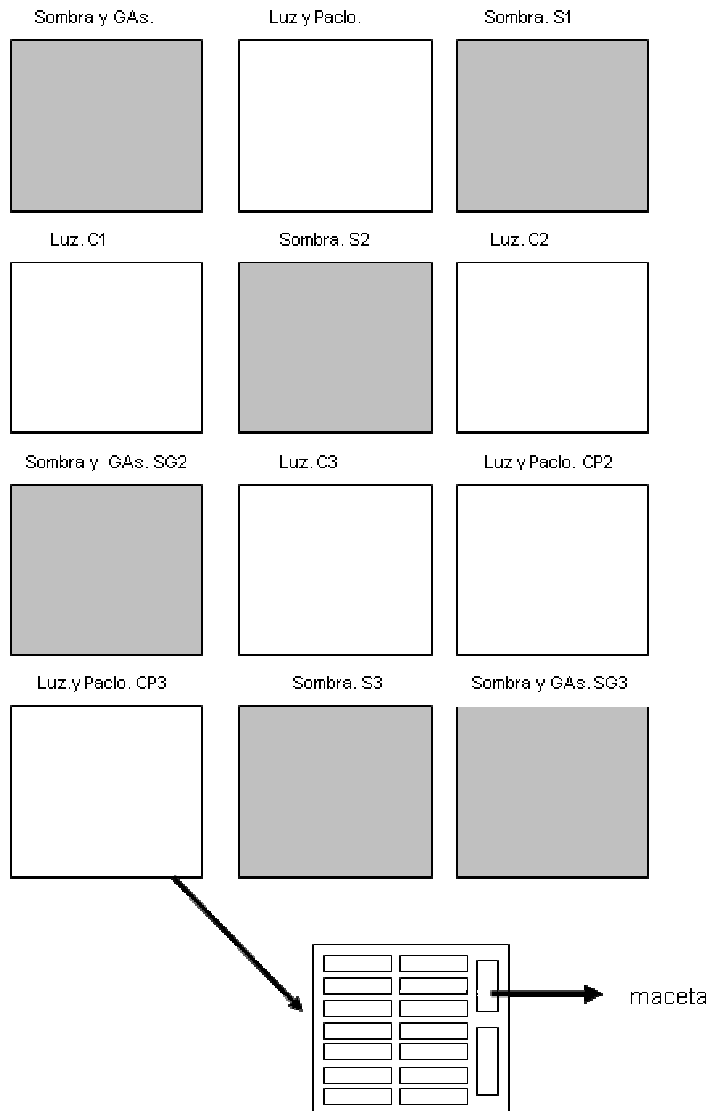 Sombra y GAs.
Luz y Paclo.
Sombra. S1
Luz. C1
Sombra. S2
Luz. C2
Sombra y GAs. SG2
Luz. C3
Luz y Paclo. CP2
Luz.y Paclo. CP3
Sombra. S3
Sombra y GAs. SG3
maceta